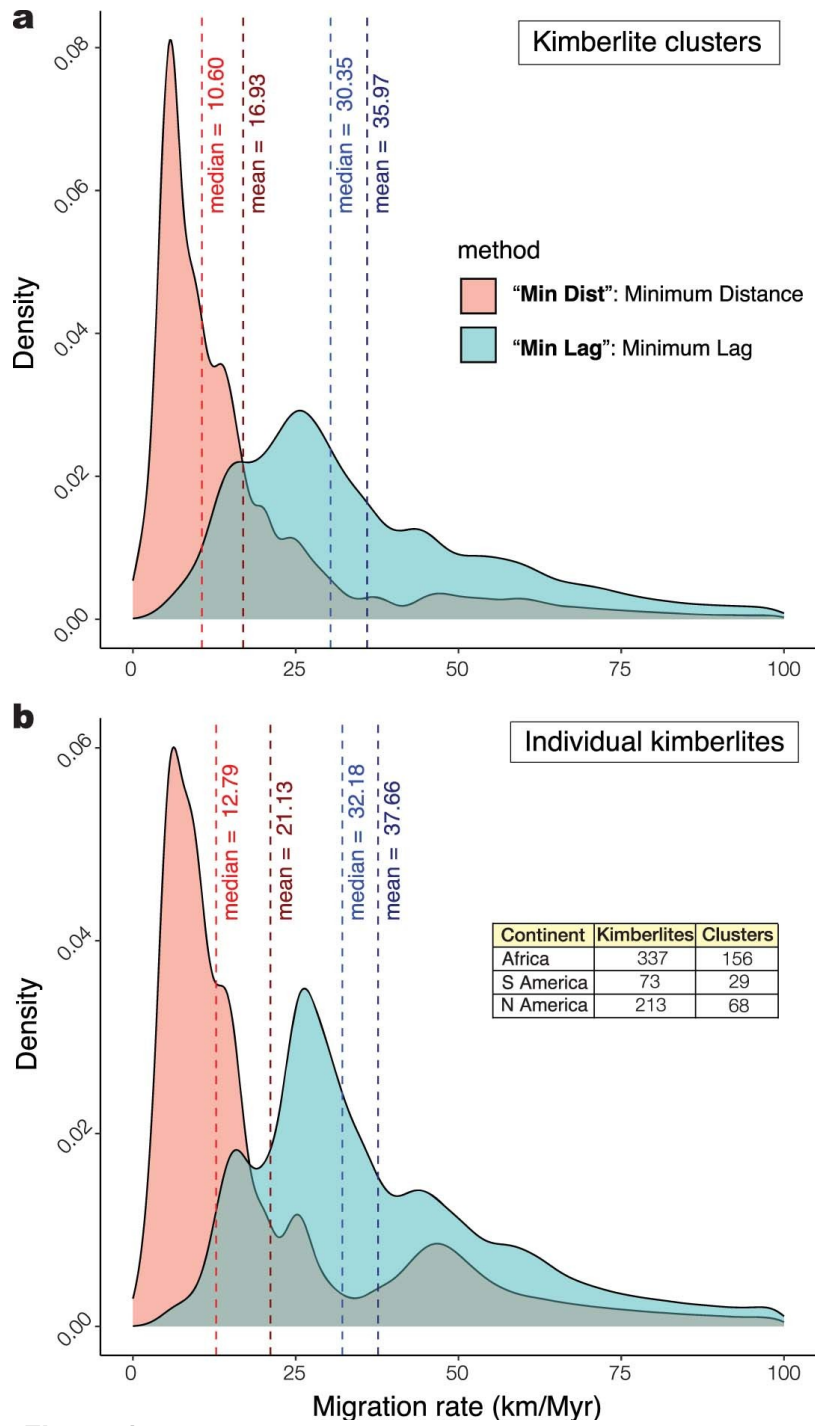 a
Kimberlite clusters
0.08
0.06
0.04
0.02
0.00
Density
median = 10.60
mean = 16.93
median = 30.35
mean = 35.97
method
“Min Dist”: Minimum Distance
“Min Lag”: Minimum Lag
0 25 50 75 100
b
Individual kimberlites
0.06
0.04
0.02
0.00
Density
median = 12.79
mean = 21.13
median = 32.18
mean = 37.66
Continent Kimberlites Clusters
Africa 337 156
S America 73 29
N America 213 68
0 25 50 75 100
Migration rate (km/Myr)